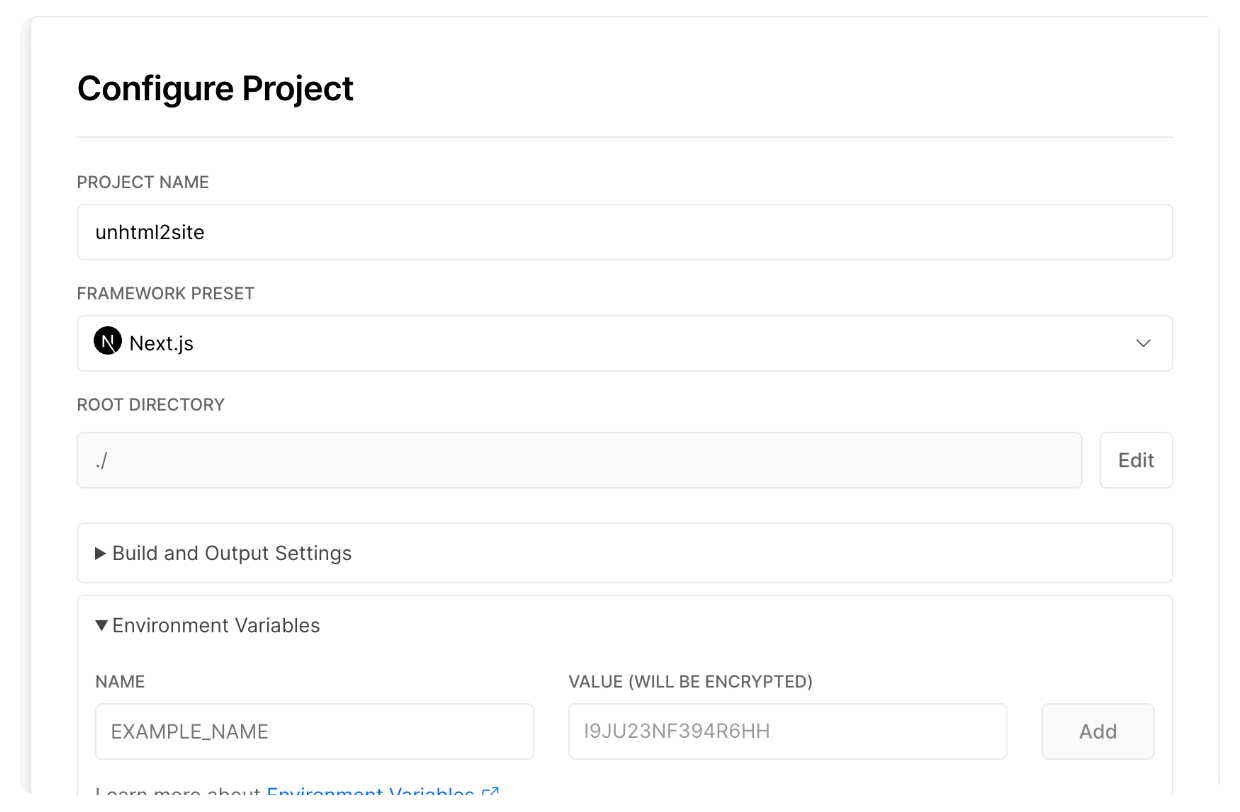 Configure Project
PROJECT NAME
unhtml2site
FRAMEWORK PRESET
N Next.js
ROOT DIRECTORY
./
Edit
Build and Output Settings
Environment Variables
NAME
VALUE (WILL BE ENCRYPTED)
EXAMPLE_NAME
I9JU23NF394R6HH
Add
Learn more about Environment Variables